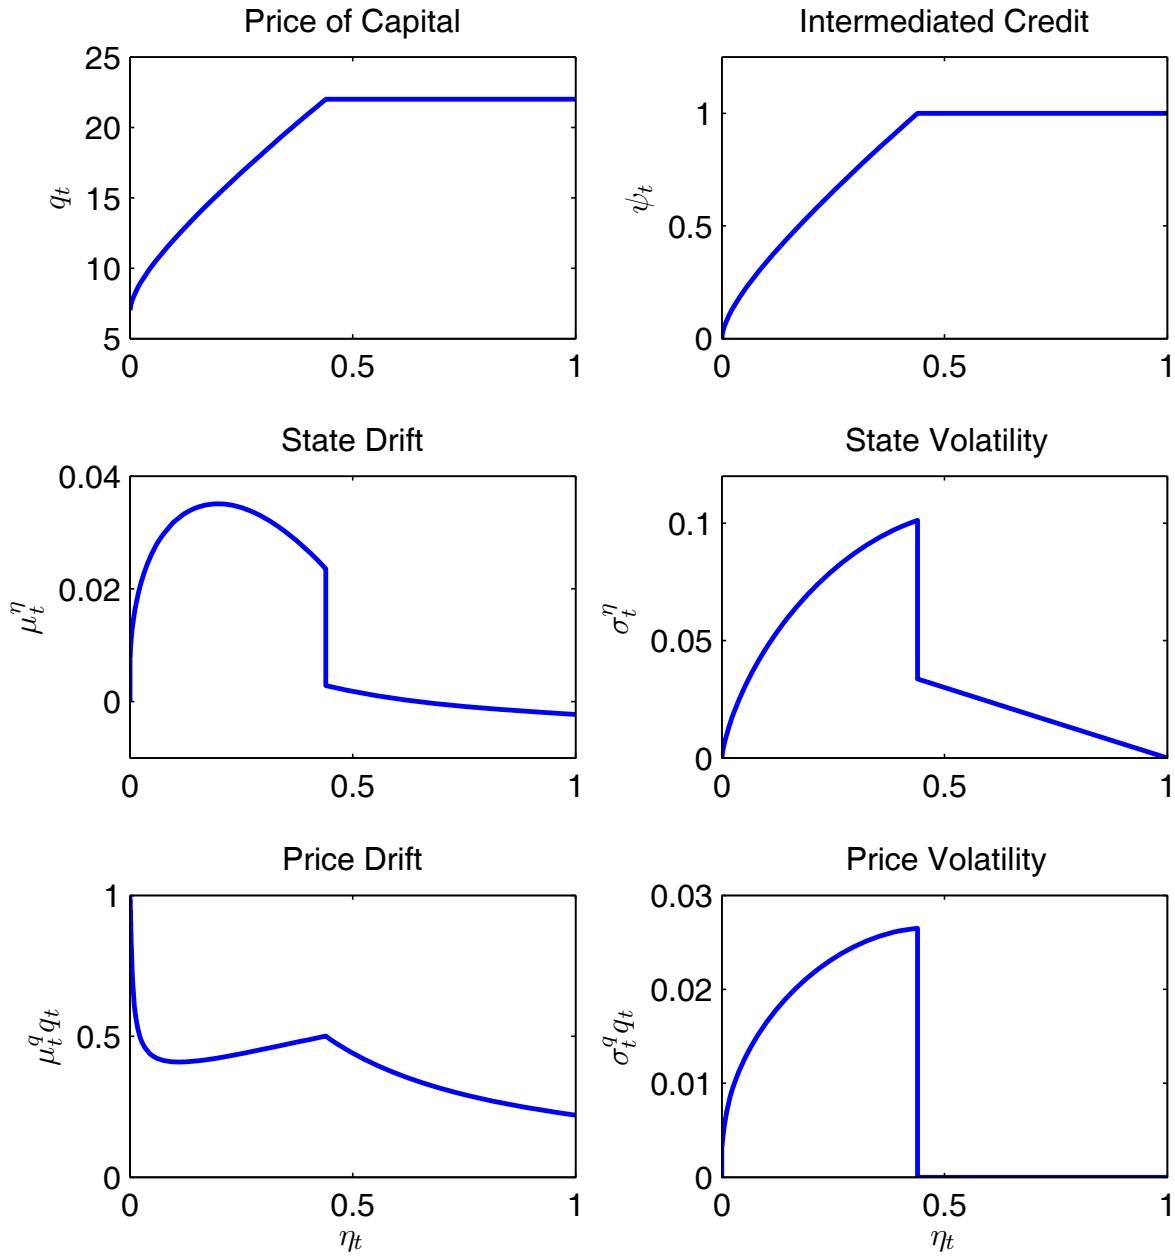 Price of Capital
25
20
15
10
5
q_t
0 0.5 1
Intermediated Credit
1
0.5
0
ψ_t
0 0.5 1
State Drift
0.04
0.02
0
μ_t^η
0 0.5 1
State Volatility
0.1
0.05
0
σ_t^η
0 0.5 1
Price Drift
1
0.5
0
μ_t^q q_t
0 0.5 1
η_t
Price Volatility
0.03
0.02
0.01
0
σ_t^q q_t
0 0.5 1
η_t